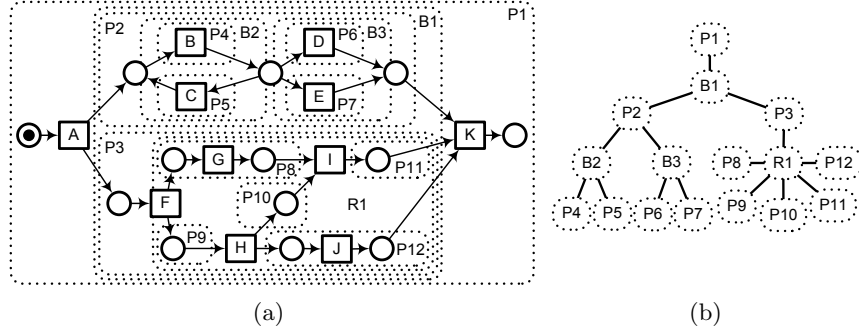 P2 B P4 B2 D P6 B3 B1 P1
C P5 E P7
A K
P3
G P8 I P11
F P10 R1
P9 H J P12
(a)
P1
B1
P2 P3
B2 B3 P8 R1 P12
P4 P5 P6 P7 P9 P10 P11
(b)